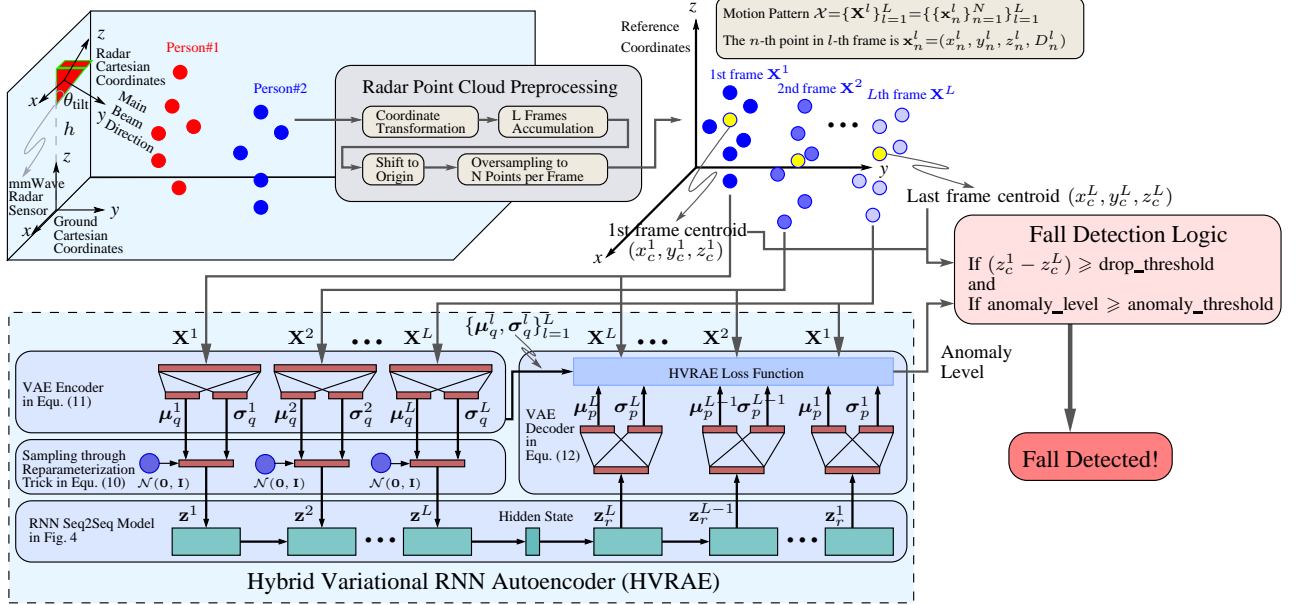 z
Radar
Cartesian
Coordinates
x
θ_tilt
y
Main
Beam
Direction
h
z
mmWave
Radar
Sensor
y
x
Ground
Cartesian
Coordinates
Person#1
Person#2
Radar Point Cloud Preprocessing
Coordinate
Transformation
L Frames
Accumulation
Shift to
Origin
Oversampling to
N Points per Frame
z
Reference
Coordinates
Motion Pattern 𝒳={𝐗^l}_{l=1}^L={{𝐱_n^l}_{n=1}^N}_{l=1}^L
The n-th point in l-th frame is 𝐱_n^l=(x_n^l, y_n^l, z_n^l, D_n^l)
1st frame 𝐗^1
2nd frame 𝐗^2
Lth frame 𝐗^L
•••
y
x
1st frame centroid
(x_c^1, y_c^1, z_c^1)
Last frame centroid (x_c^L, y_c^L, z_c^L)
Fall Detection Logic
If (z_c^1 − z_c^L) ⩾ drop_threshold
and
If anomaly_level ⩾ anomaly_threshold
Fall Detected!
Anomaly
Level
𝐗^1 𝐗^2 ••• 𝐗^L
{𝝁_q^l, 𝝈_q^l}_{l=1}^L
𝐗^L ••• 𝐗^2 𝐗^1
VAE Encoder
in Equ. (11)
𝝁_q^1 𝝈_q^1 𝝁_q^2 𝝈_q^2 𝝁_q^L 𝝈_q^L
HVRAE Loss Function
𝝁_p^L 𝝈_p^L 𝝁_p^{L−1} 𝝈_p^{L−1} 𝝁_p^1 𝝈_p^1
VAE
Decoder
in
Equ. (12)
Sampling through
Reparameterization
Trick in Equ. (10)
𝒩(𝟎, 𝐈) 𝒩(𝟎, 𝐈) 𝒩(𝟎, 𝐈)
RNN Seq2Seq Model
in Fig. 4
𝐳^1 𝐳^2 𝐳^L
•••
Hidden State
𝐳_r^L 𝐳_r^{L−1} 𝐳_r^1
•••
Hybrid Variational RNN Autoencoder (HVRAE)